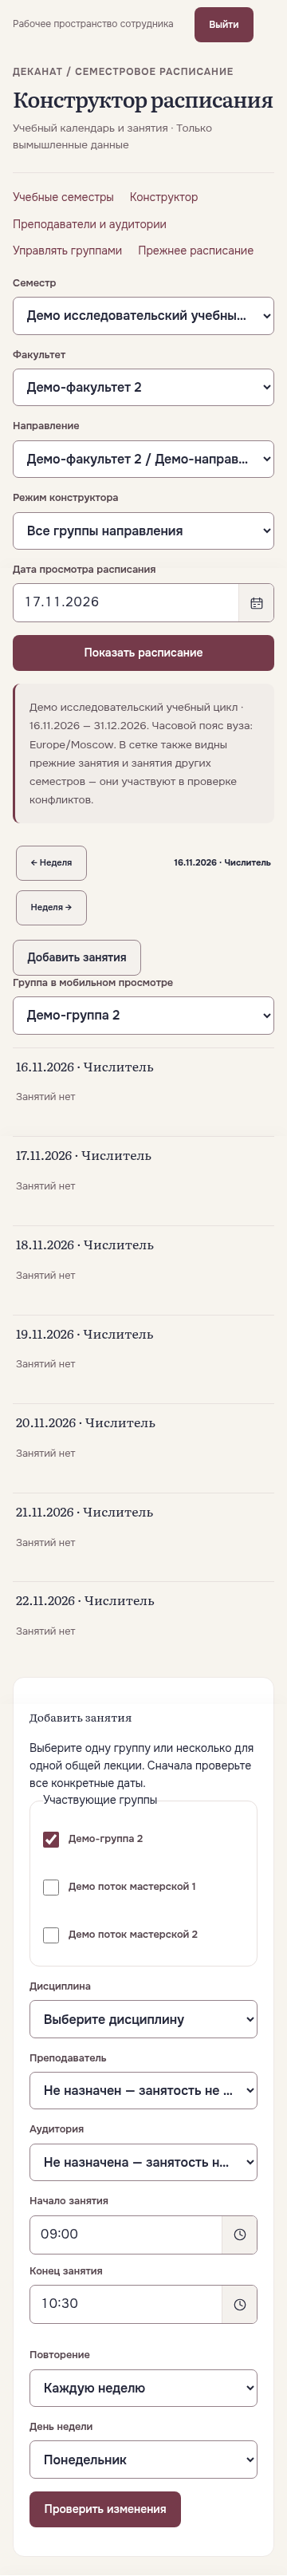 Рабочее пространство сотрудника
Выйти
ДЕКАНАТ / СЕМЕСТРОВОЕ РАСПИСАНИЕ
Конструктор расписания
Учебный календарь и занятия · Только
вымышленные данные
Учебные семестры Конструктор
Преподаватели и аудитории
Управлять группами Прежнее расписание
Семестр
Демо исследовательский учебны...
Факультет
Демо-факультет 2
Направление
Демо-факультет 2 / Демо-направ...
Режим конструктора
Все группы направления
Дата просмотра расписания
17.11.2026
Показать расписание
Демо исследовательский учебный цикл ·
16.11.2026 — 31.12.2026. Часовой пояс вуза:
Europe/Moscow. В сетке также видны
прежние занятия и занятия других
семестров — они участвуют в проверке
конфликтов.
← Неделя
16.11.2026 · Числитель
Неделя →
Добавить занятия
Группа в мобильном просмотре
Демо-группа 2
16.11.2026 · Числитель
Занятий нет
17.11.2026 · Числитель
Занятий нет
18.11.2026 · Числитель
Занятий нет
19.11.2026 · Числитель
Занятий нет
20.11.2026 · Числитель
Занятий нет
21.11.2026 · Числитель
Занятий нет
22.11.2026 · Числитель
Занятий нет
Добавить занятия
Выберите одну группу или несколько для
одной общей лекции. Сначала проверьте
все конкретные даты.
Участвующие группы
Демо-группа 2
Демо поток мастерской 1
Демо поток мастерской 2
Дисциплина
Выберите дисциплину
Преподаватель
Не назначен — занятость не ...
Аудитория
Не назначена — занятость н...
Начало занятия
09:00
Конец занятия
10:30
Повторение
Каждую неделю
День недели
Понедельник
Проверить изменения